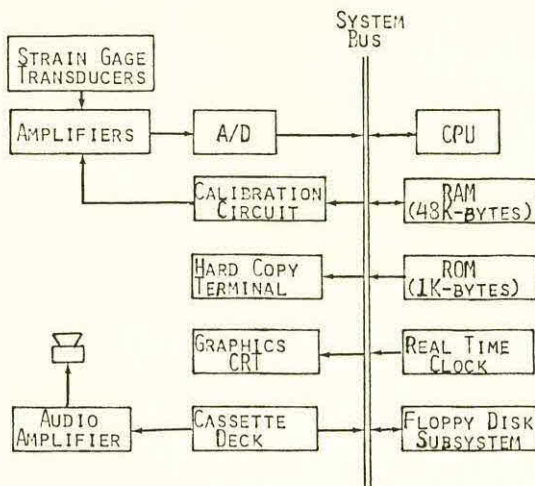 SYSTEM
BUS
STRAIN GAGE
TRANSDUCERS
AMPLIFIERS
A/D
CPU
CALIBRATION
CIRCUIT
RAM
(48K-BYTES)
HARD COPY
TERMINAL
ROM
(1K-BYTES)
GRAPHICS
CRT
REAL TIME
CLOCK
AUDIO
AMPLIFIER
CASSETTE
DECK
FLOPPY DISK
SUBSYSTEM